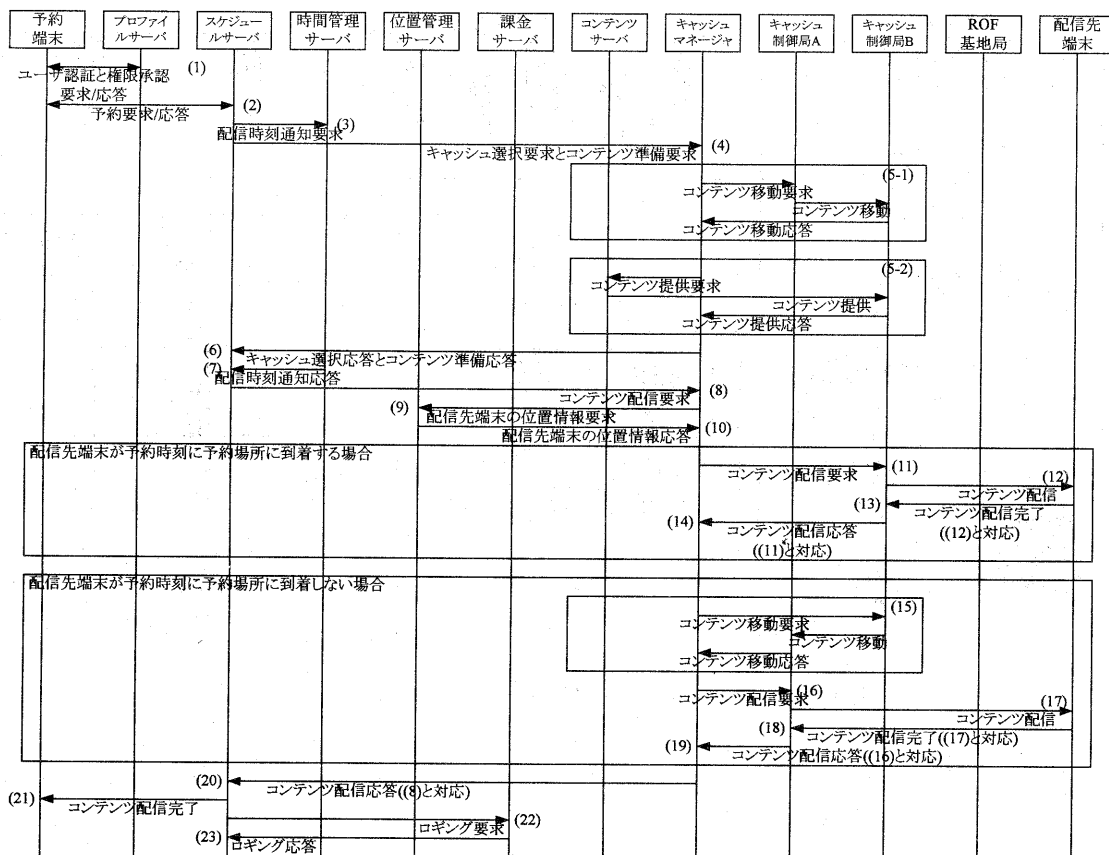 予約
端末
プロファイ
ルサーバ
スケジュー
ルサーバ
時間管理
サーバ
位置管理
サーバ
課金
サーバ
コンテンツ
サーバ
キャッシュ
マネージャ
キャッシュ
制御局A
キャッシュ
制御局B
ROF
基地局
配信先
端末
(1)
ユーザ認証と権限承認
要求/応答
(2)
予約要求/応答
(3)
配信時刻通知要求
(4)
キャッシュ選択要求とコンテンツ準備要求
(5-1)
コンテンツ移動要求
コンテンツ移動
コンテンツ移動応答
(5-2)
コンテンツ提供要求
コンテンツ提供
コンテンツ提供応答
(6)
キャッシュ選択応答とコンテンツ準備応答
(7)
配信時刻通知応答
(8)
コンテンツ配信要求
(9)
配信先端末の位置情報要求
(10)
配信先端末の位置情報応答
配信先端末が予約時刻に予約場所に到着する場合
(11)
コンテンツ配信要求
(12)
コンテンツ配信
(13)
コンテンツ配信完了
((12)と対応)
(14)
コンテンツ配信応答
((11)と対応)
配信先端末が予約時刻に予約場所に到着しない場合
(15)
コンテンツ移動要求
コンテンツ移動
コンテンツ移動応答
(16)
コンテンツ配信要求
(17)
コンテンツ配信
(18)
コンテンツ配信完了((17)と対応)
(19)
コンテンツ配信応答((16)と対応)
(20)
コンテンツ配信応答((8)と対応)
(21)
コンテンツ配信完了
(22)
ロギング要求
(23)
ロギング応答